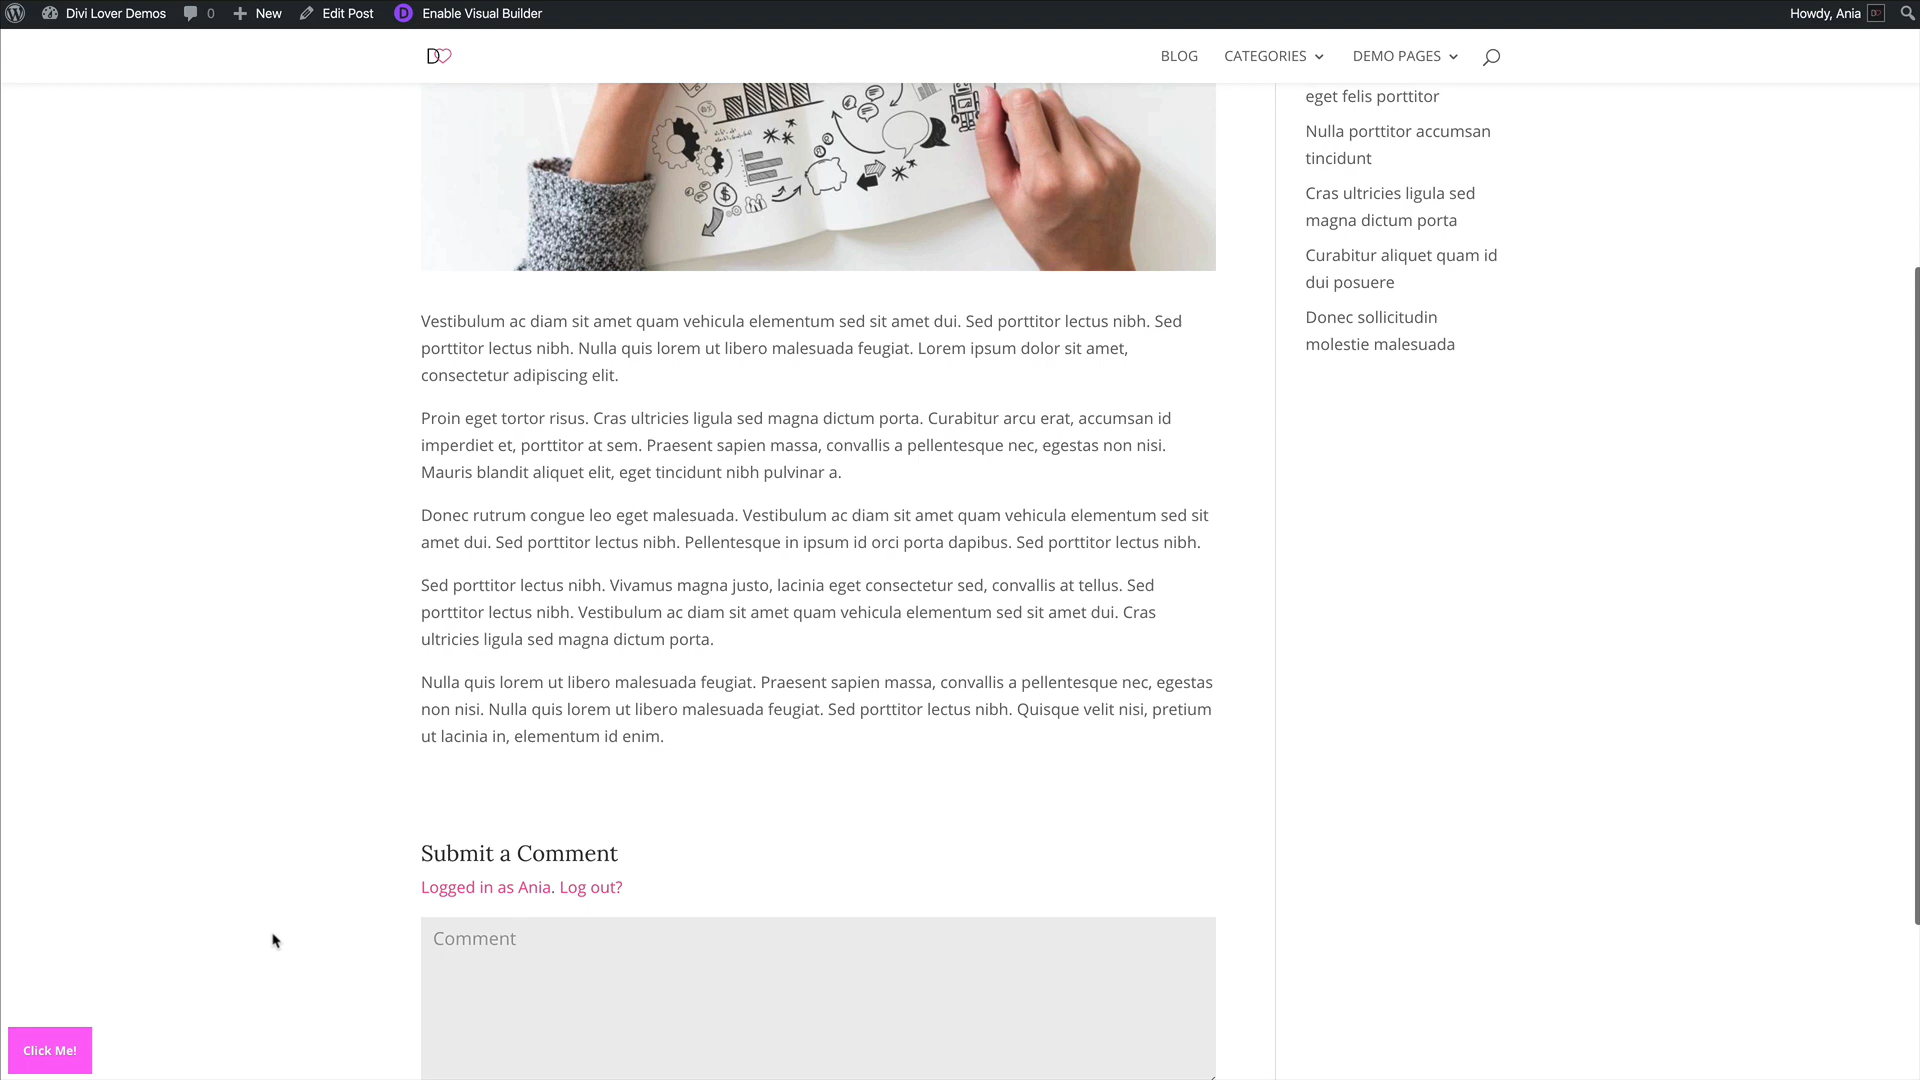 Divi Lover Demos 0 New Edit Post Enable Visual Builder Howdy, Ania
BLOG CATEGORIES DEMO PAGES
eget felis porttitor
Nulla porttitor accumsan
tincidunt
Cras ultricies ligula sed
magna dictum porta
Curabitur aliquet quam id
dui posuere
Donec sollicitudin
molestie malesuada
Vestibulum ac diam sit amet quam vehicula elementum sed sit amet dui. Sed porttitor lectus nibh. Sed
porttitor lectus nibh. Nulla quis lorem ut libero malesuada feugiat. Lorem ipsum dolor sit amet,
consectetur adipiscing elit.
Proin eget tortor risus. Cras ultricies ligula sed magna dictum porta. Curabitur arcu erat, accumsan id
imperdiet et, porttitor at sem. Praesent sapien massa, convallis a pellentesque nec, egestas non nisi.
Mauris blandit aliquet elit, eget tincidunt nibh pulvinar a.
Donec rutrum congue leo eget malesuada. Vestibulum ac diam sit amet quam vehicula elementum sed sit
amet dui. Sed porttitor lectus nibh. Pellentesque in ipsum id orci porta dapibus. Sed porttitor lectus nibh.
Sed porttitor lectus nibh. Vivamus magna justo, lacinia eget consectetur sed, convallis at tellus. Sed
porttitor lectus nibh. Vestibulum ac diam sit amet quam vehicula elementum sed sit amet dui. Cras
ultricies ligula sed magna dictum porta.
Nulla quis lorem ut libero malesuada feugiat. Praesent sapien massa, convallis a pellentesque nec, egestas
non nisi. Nulla quis lorem ut libero malesuada feugiat. Sed porttitor lectus nibh. Quisque velit nisi, pretium
ut lacinia in, elementum id enim.
Submit a Comment
Logged in as Ania. Log out?
Comment
Click Me!